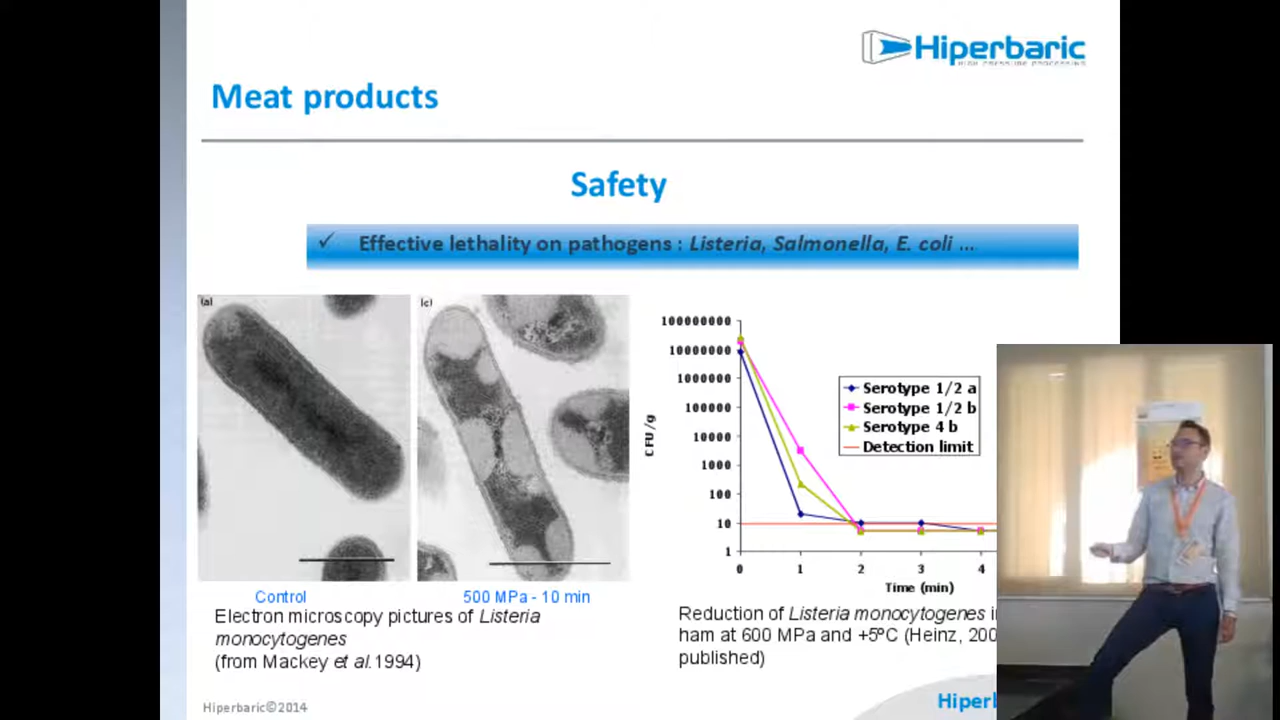 Hiperbaric
HIGH PRESSURE PROCESSING
Meat products
Safety
✓ Effective lethality on pathogens : Listeria, Salmonella, E. coli ...
(a)
(c)
Control
500 MPa - 10 min
Electron microscopy pictures of Listeria
monocytogenes
(from Mackey et al.1994)
100000000
10000000
1000000
100000
10000
1000
100
10
1
CFU/g
0
1
2
3
4
Time (min)
Serotype 1/2 a
Serotype 1/2 b
Serotype 4 b
Detection limit
Reduction of Listeria monocytogenes i
ham at 600 MPa and +5ºC (Heinz, 200
published)
Hiperbaric©2014
Hiperb